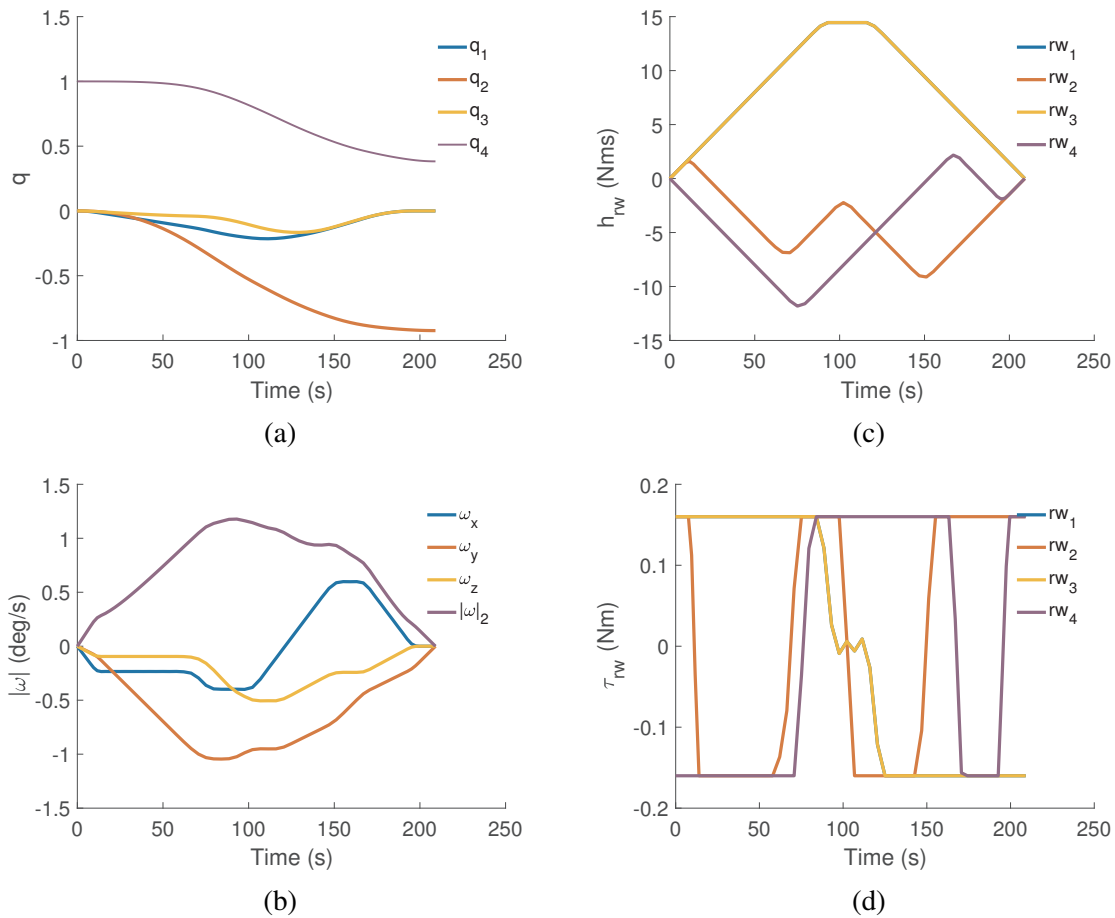 1.5
1
0.5
0
-0.5
-1
q
0 50 100 150 200 250
Time (s)
q1
q2
q3
q4
(a)
15
10
5
0
-5
-10
-15
hrw (Nms)
0 50 100 150 200 250
Time (s)
rw1
rw2
rw3
rw4
(c)
1.5
1
0.5
0
-0.5
-1
-1.5
|ω| (deg/s)
0 50 100 150 200 250
Time (s)
ωx
ωy
ωz
|ω|2
(b)
0.2
0.1
0
-0.1
-0.2
τrw (Nm)
0 50 100 150 200 250
Time (s)
rw1
rw2
rw3
rw4
(d)